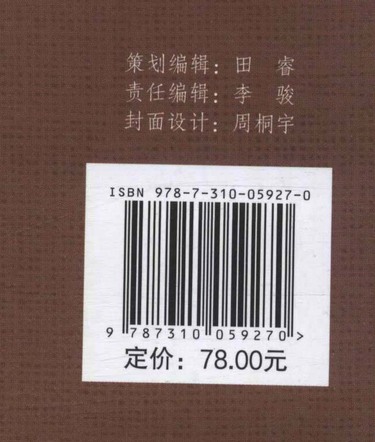 策划编辑：田 睿
责任编辑：李 骏
封面设计：周桐宇
ISBN 978-7-310-05927-0
9 787310 059270 >
定价：78.00元